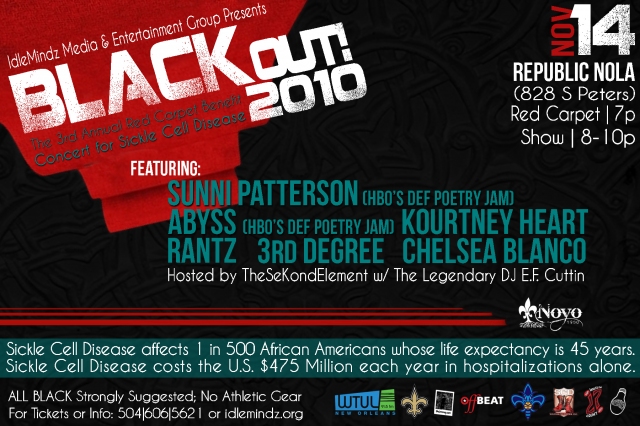 IdleMindz Media & Entertainment Group Presents
BLACK OUT!
2010
The 3rd Annual Red Carpet Benefit
Concert for Sickle Cell Disease
NOV 14
REPUBLIC NOLA
(828 S Peters)
Red Carpet | 7p
Show | 8-10p
FEATURING:
SUNNI PATTERSON (HBO'S DEF POETRY JAM)
ABYSS (HBO'S DEF POETRY JAM) KOURTNEY HEART
RANTZ 3RD DEGREE CHELSEA BLANCO
Hosted by TheSeKondElement w/ The Legendary DJ E.F. Cuttin
Noyo
Sickle Cell Disease affects 1 in 500 African Americans whose life expectancy is 45 years.
Sickle Cell Disease costs the U.S. $475 Million each year in hospitalizations alone.
ALL BLACK Strongly Suggested; No Athletic Gear
For Tickets or Info: 504|606|5621 or idlemindz.org
WTUL
NEW ORLEANS
offBEAT